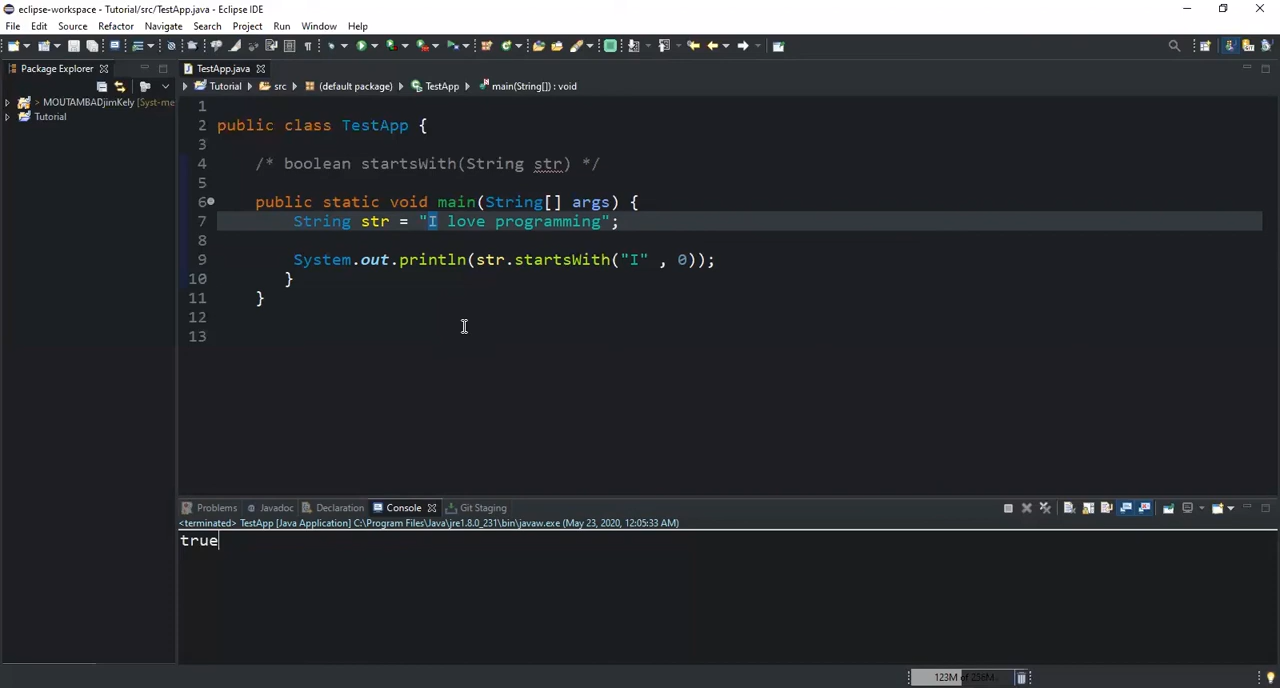 eclipse-workspace - Tutorial/src/TestApp.java - Eclipse IDE
File Edit Source Refactor Navigate Search Project Run Window Help
Package Explorer
TestApp.java
Tutorial src (default package) TestApp main(String[]) : void
> MOUTAMBADjimKely [Syst-me
Tutorial
1
2 public class TestApp {
3
4 /* boolean startsWith(String str) */
5
6 public static void main(String[] args) {
7 String str = "I love programming";
8
9 System.out.println(str.startsWith("I" , 0));
10 }
11 }
12
13
Problems Javadoc Declaration Console Git Staging
<terminated> TestApp [Java Application] C:\Program Files\Java\jre1.8.0_231\bin\javaw.exe (May 23, 2020, 12:05:33 AM)
true
123M of 236M